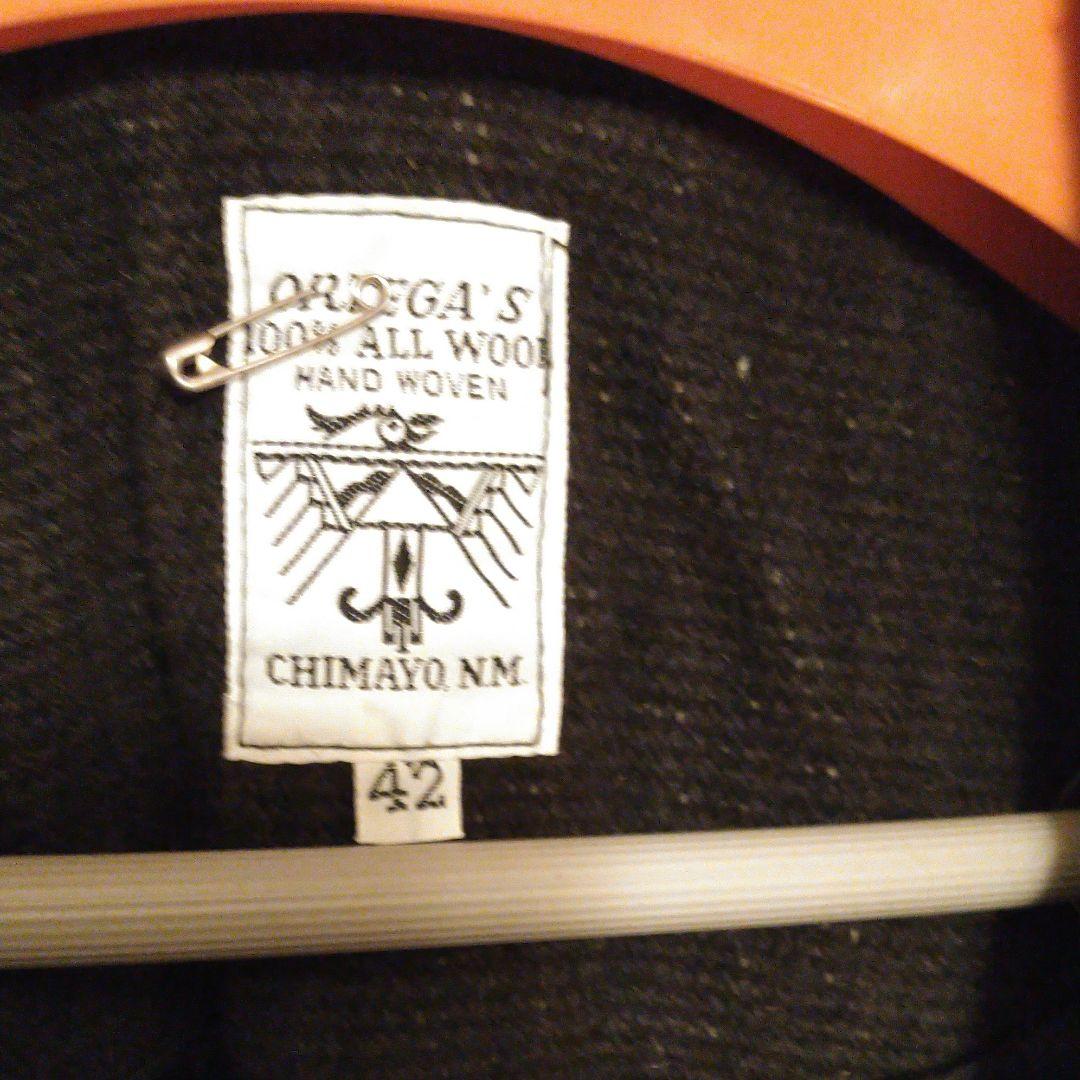 ORTEGA'S
100% ALL WOOL
HAND WOVEN
CHIMAYO, N.M.
42